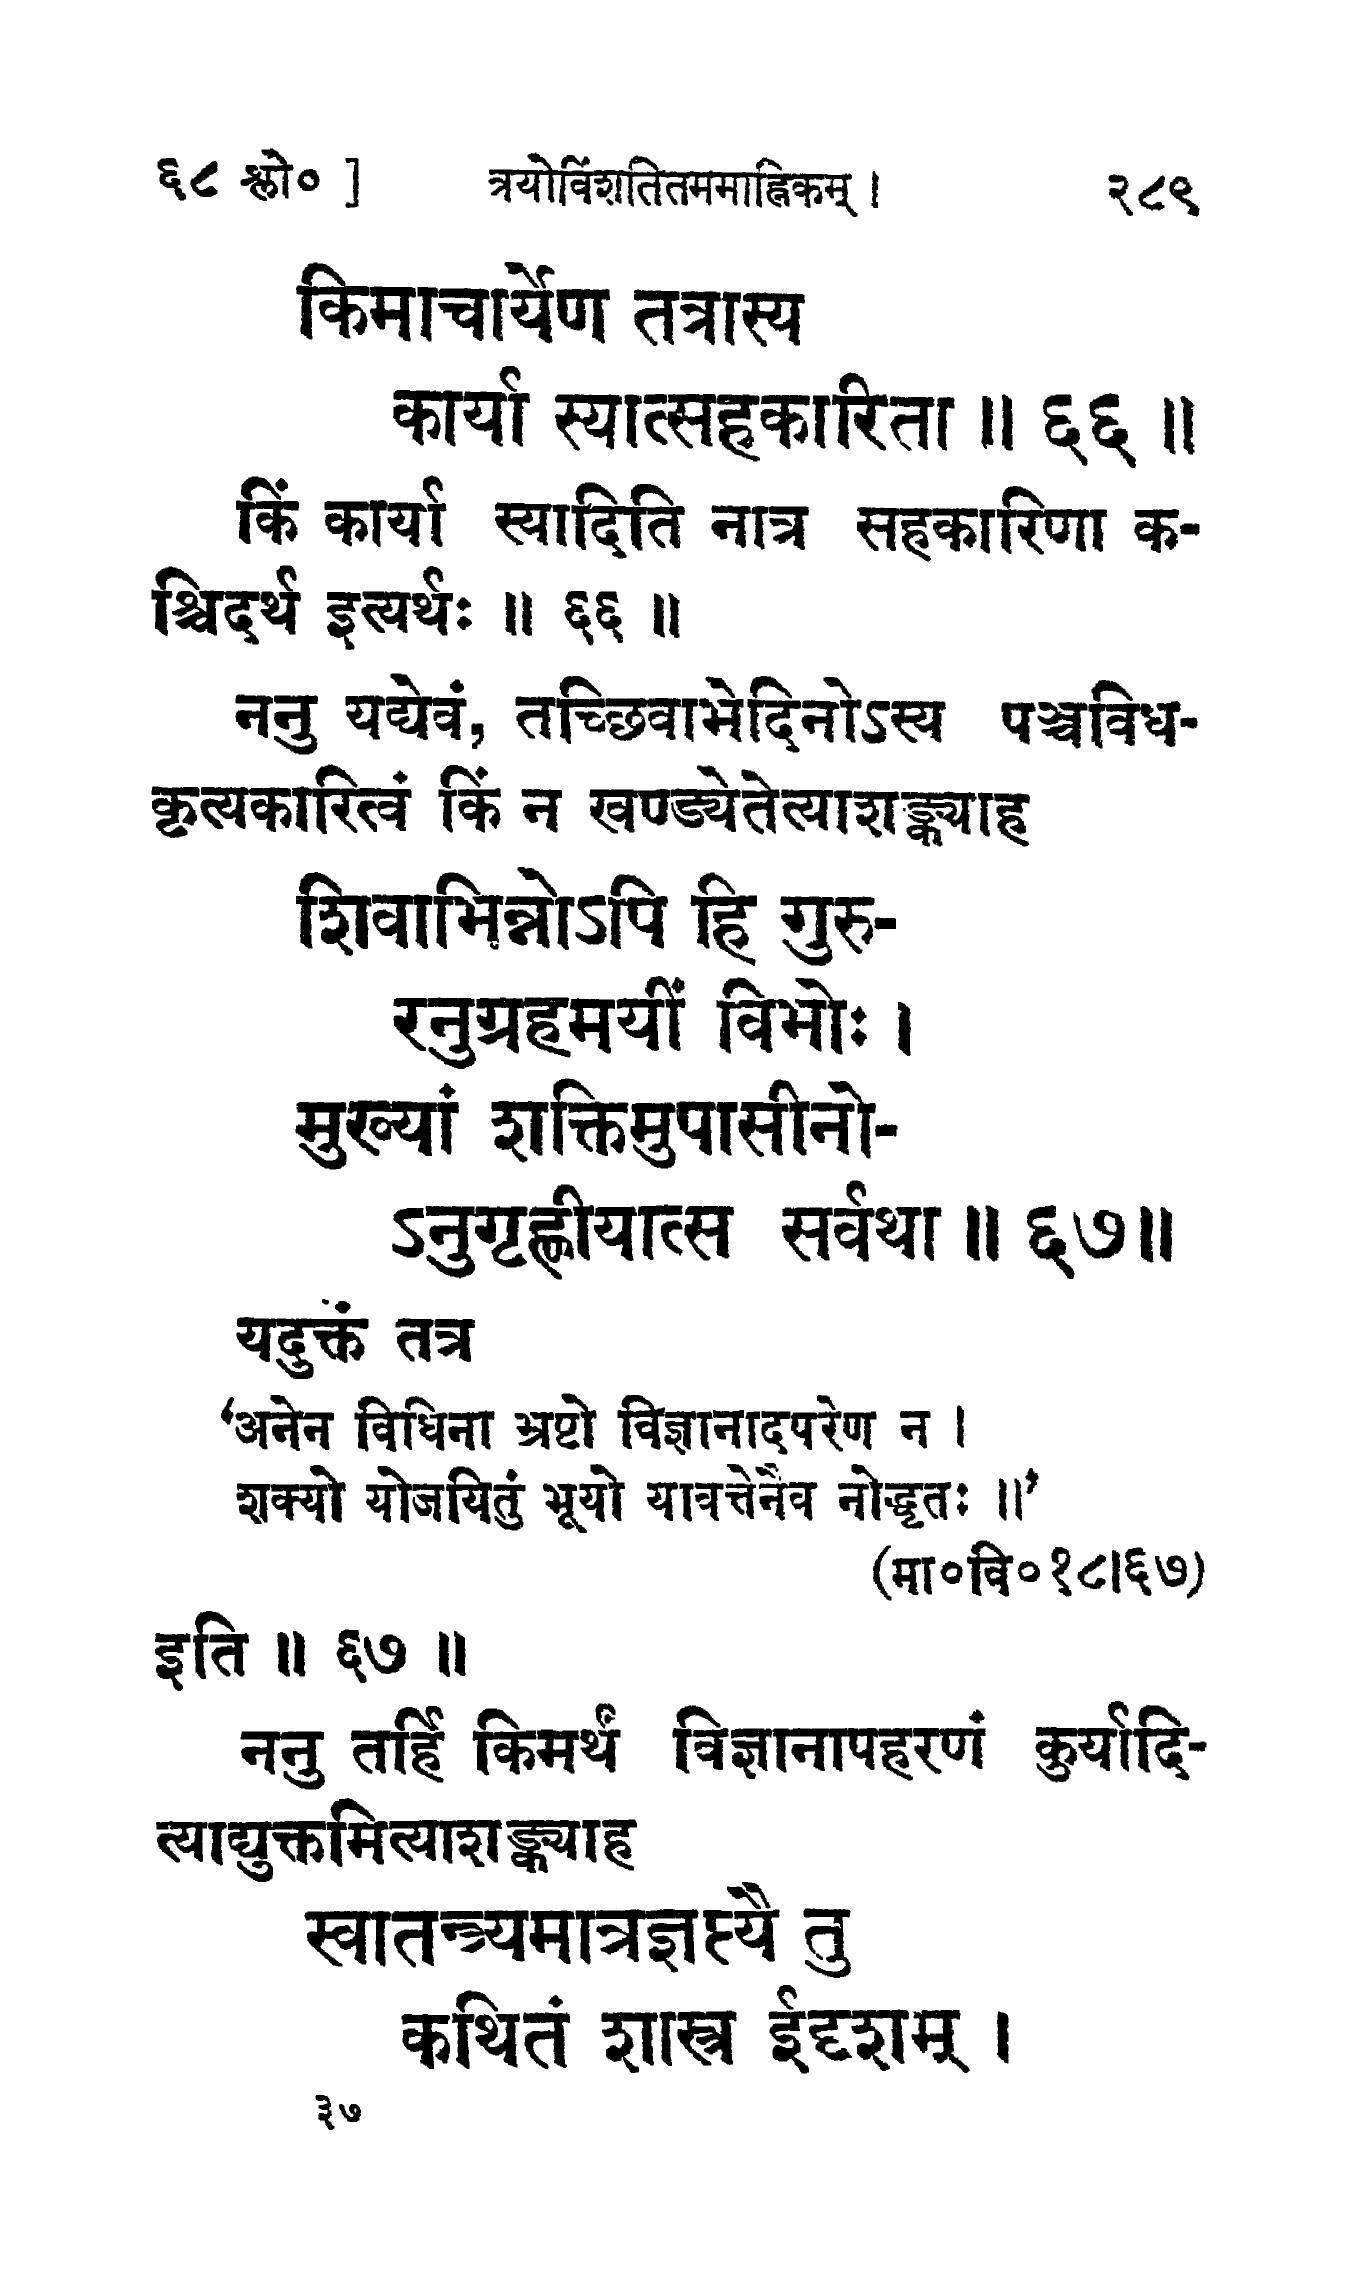 ६८ श्लो० ]
त्रयोविंशतितममाह्निकम् ।
२८९
किमाचार्येण तत्रास्य
कार्या स्यात्सहकारिता ॥ ६६ ॥
किं कार्या स्यादिति नात्र सहकारिणा क-
श्चिदर्थ इत्यर्थः ॥ ६६ ॥
ननु यद्येवं, तच्छिवाभेदिनोऽस्य पञ्चविध-
कृत्यकारित्वं किं न खण्ड्येतेत्याशङ्क्याह
शिवाभिन्नोऽपि हि गुरु-
रनुग्रहमयीं विभोः ।
मुख्यां शक्तिमुपासीनो-
ऽनुगृह्णीयात्स सर्वथा ॥ ६७॥
यदुक्तं तत्र
‘अनेन विधिना भ्रष्टो विज्ञानादपरेण न ।
शक्यो योजयितुं भूयो यावत्तेनैव नोद्धृतः ॥’
(मा०वि०१८।६७)
इति ॥ ६७ ॥
ननु तर्हि किमर्थं विज्ञानापहरणं कुर्यादि-
त्याद्युक्तमित्याशङ्क्याह
स्वातन्त्र्यमात्रज्ञप्त्यै तु
कथितं शास्त्र ईदृशम् ।
३७